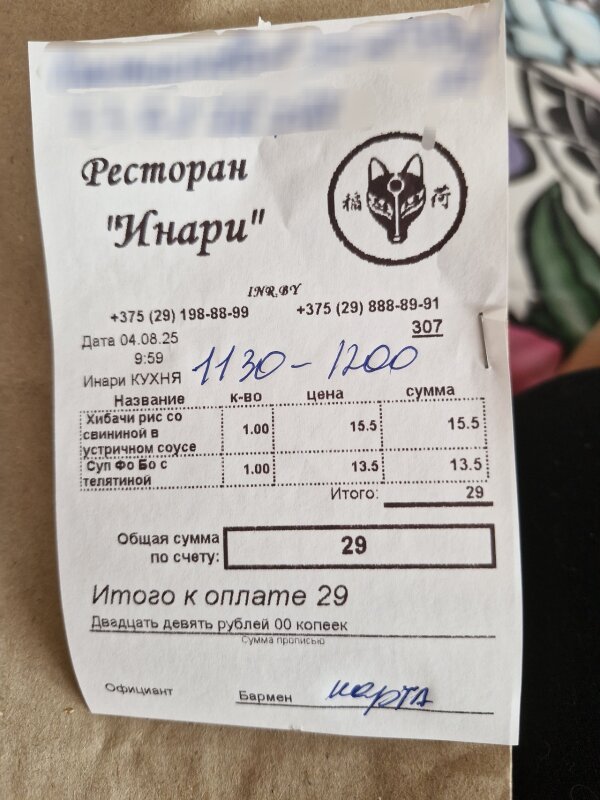 Ресторан
"Инари"
稲 荷
INR.BY
+375 (29) 198-88-99 +375 (29) 888-89-91
307
Дата 04.08.25
9:59
1130 - 1200
Инари КУХНЯ
Название к-во цена сумма
Хибачи рис со свининой в устричном соусе 1.00 15.5 15.5
Суп Фо Бо с телятиной 1.00 13.5 13.5
Итого: 29
Общая сумма по счету: 29
Итого к оплате 29
Двадцать девять рублей 00 копеек
Сумма прописью
Официант Бармен карта